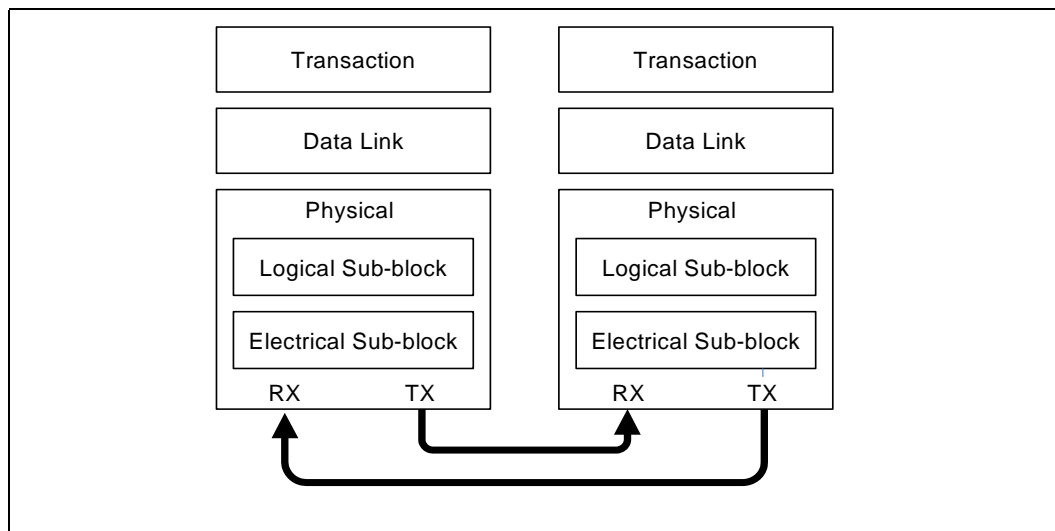 Transaction
Transaction
Data Link
Data Link
Physical
Physical
Logical Sub-block
Logical Sub-block
Electrical Sub-block
Electrical Sub-block
RX
TX
RX
TX